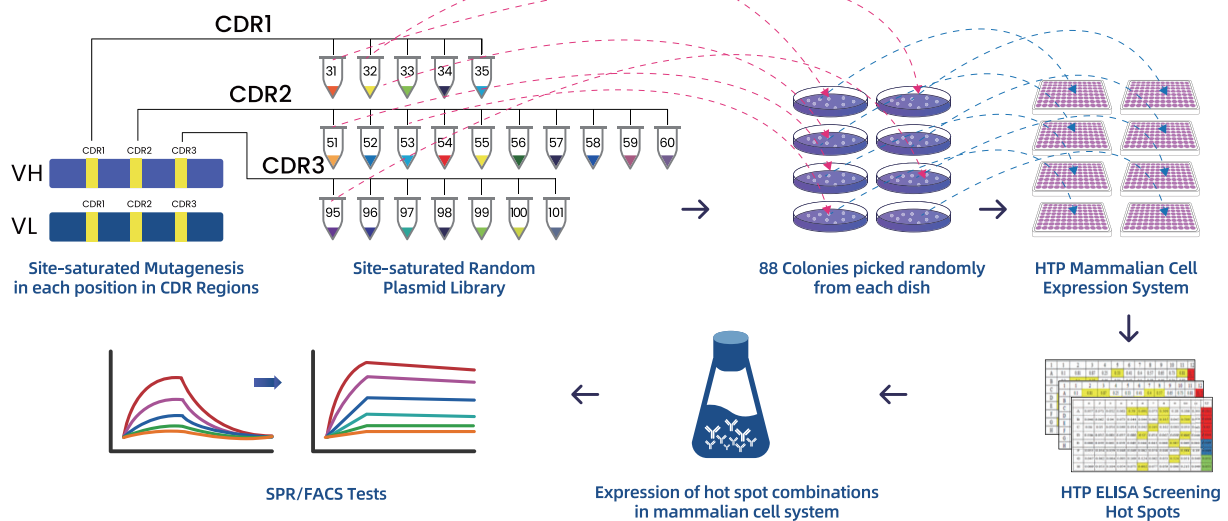 CDR1
31 32 33 34 35
CDR2
51 52 53 54 55 56 57 58 59 60
CDR3
95 96 97 98 99 100 101
CDR1 CDR2 CDR3
VH
CDR1 CDR2 CDR3
VL
Site-saturated Mutagenesis
in each position in CDR Regions
Site-saturated Random
Plasmid Library
88 Colonies picked randomly
from each dish
HTP Mammalian Cell
Expression System
SPR/FACS Tests
Expression of hot spot combinations
in mammalian cell system
HTP ELISA Screening
Hot Spots